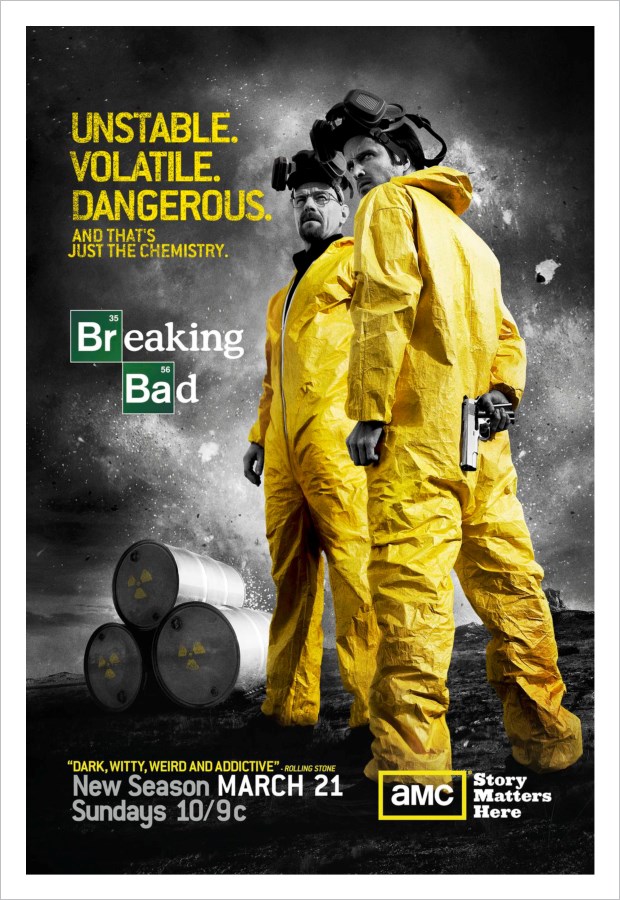 UNSTABLE.
VOLATILE.
DANGEROUS.
AND THAT'S
JUST THE CHEMISTRY.
35
Breaking
56
Bad
“DARK, WITTY, WEIRD AND ADDICTIVE” - ROLLING STONE
New Season MARCH 21
Sundays 10/9c
aMC
Story
Matters
Here